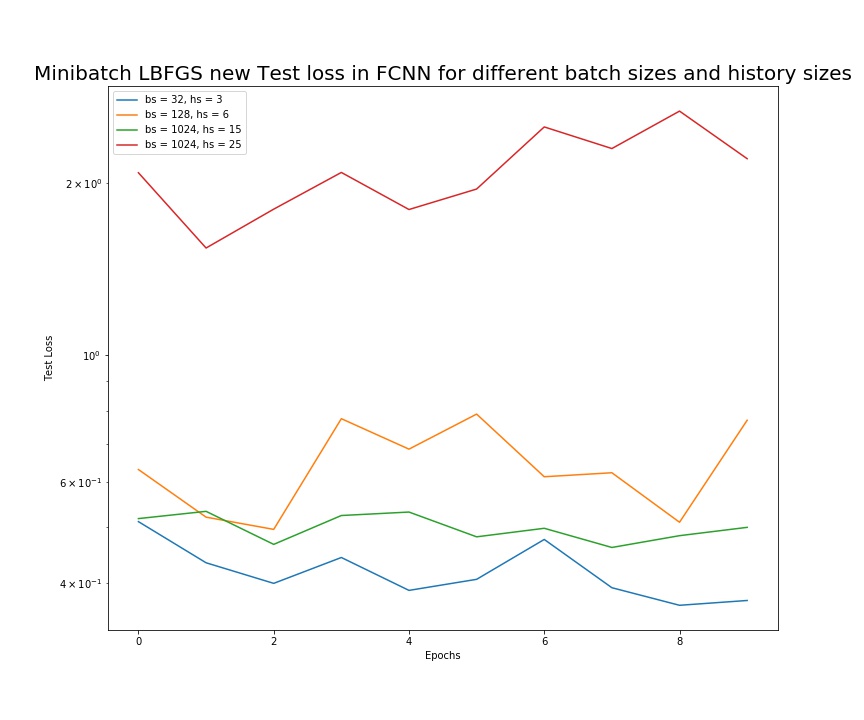 Minibatch LBFGS new Test loss in FCNN for different batch sizes and history sizes
bs = 32, hs = 3
bs = 128, hs = 6
bs = 1024, hs = 15
bs = 1024, hs = 25
2 × 10⁰
10⁰
6 × 10⁻¹
4 × 10⁻¹
Test Loss
0 2 4 6 8
Epochs